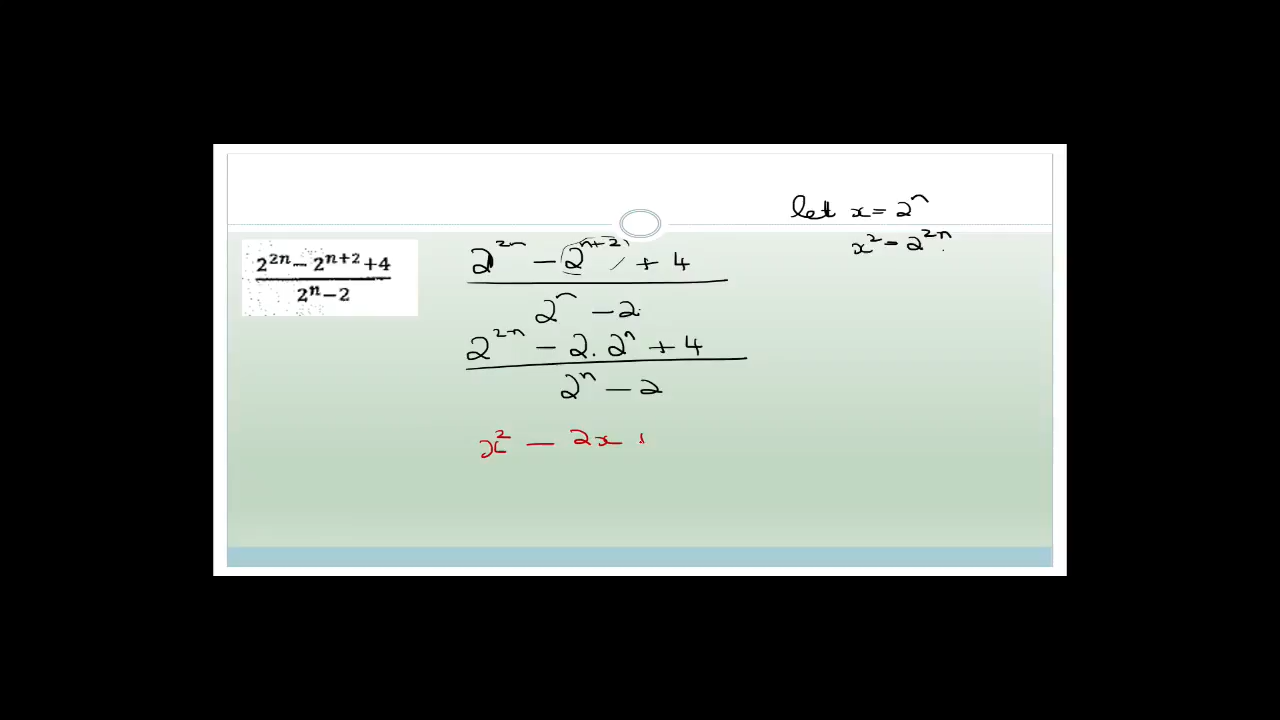 let x = 2^n
x^2 = 2^{2n}
2^{2n} - 2^{n+2} + 4
2^n - 2
2^{2n} - 2^{n+2} + 4
2^n - 2
2^{2n} - 2 . 2^n + 4
2^n - 2
x^2 - 2x